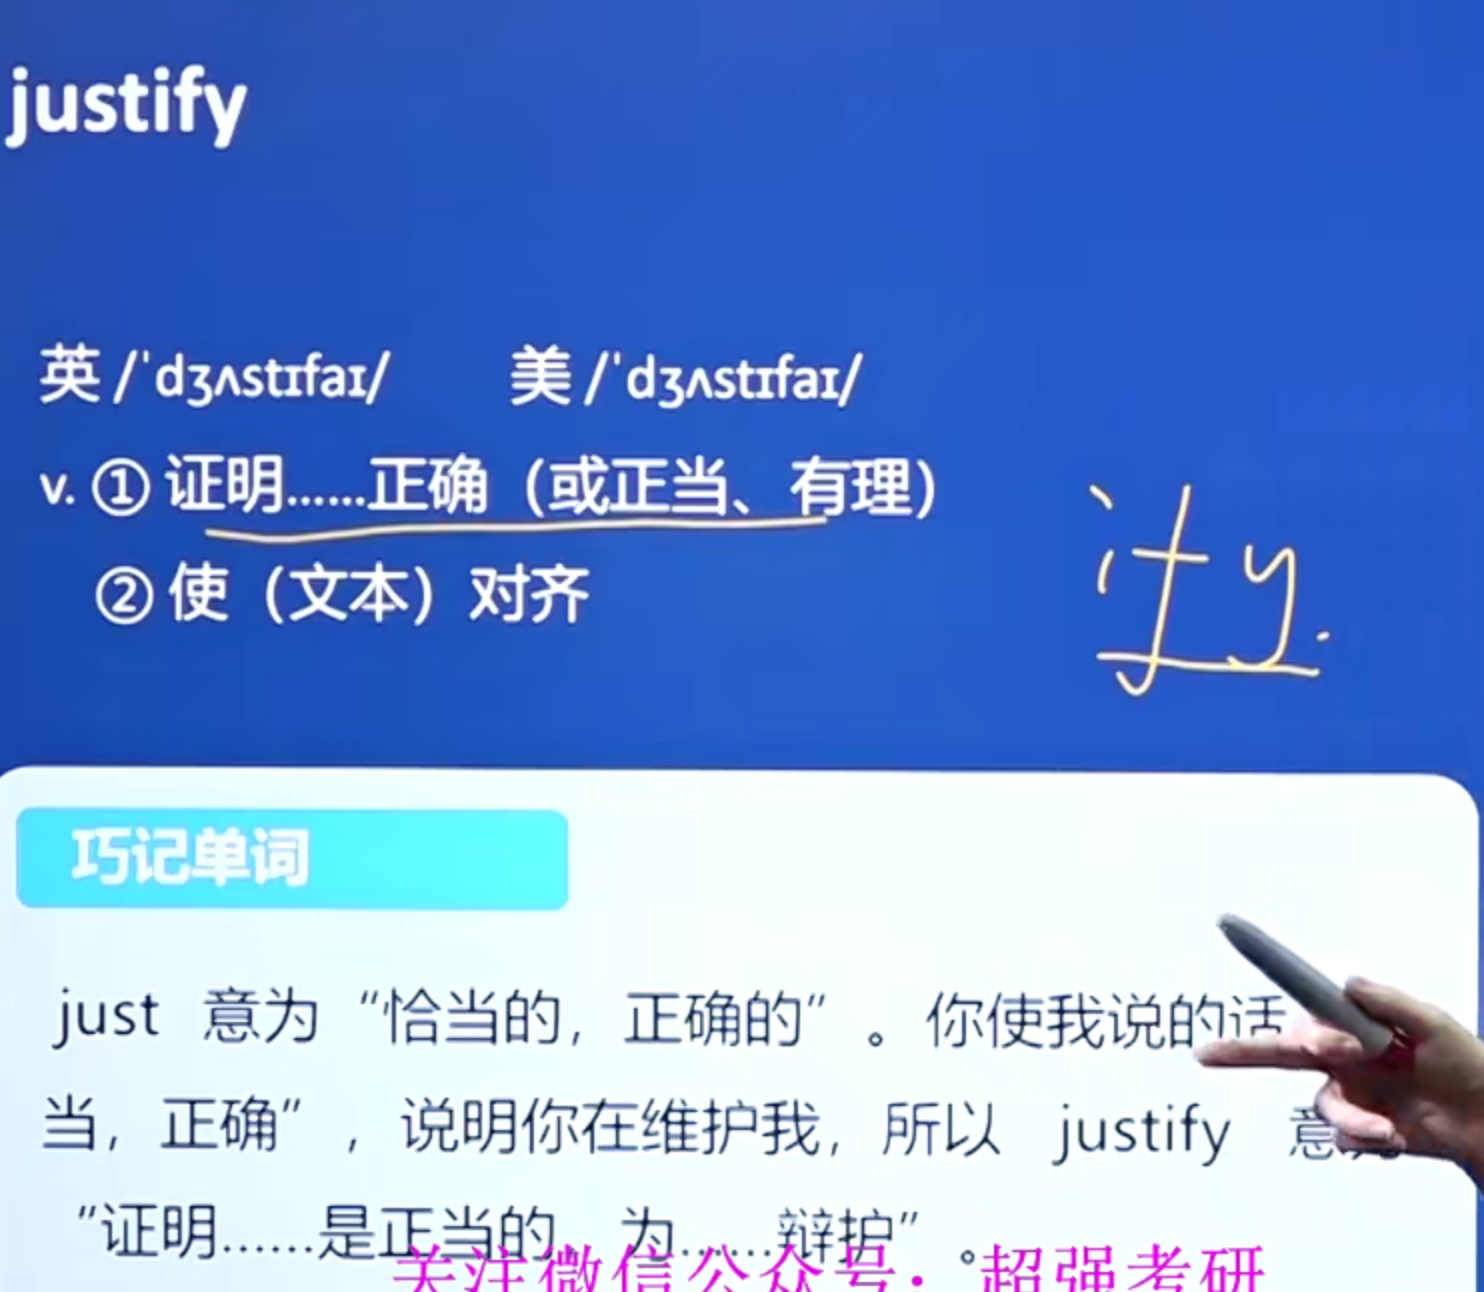 justify
英 /ˈdʒʌstɪfaɪ/ 美 /ˈdʒʌstɪfaɪ/
v. ① 证明……正确（或正当、有理）
② 使（文本）对齐
ify.
巧记单词
just 意为“恰当的，正确的”。你使我说的话
当，正确”，说明你在维护我，所以 justify 意为
“证明……是正当的，为……辩护”。
关注微信公众号：超强考研